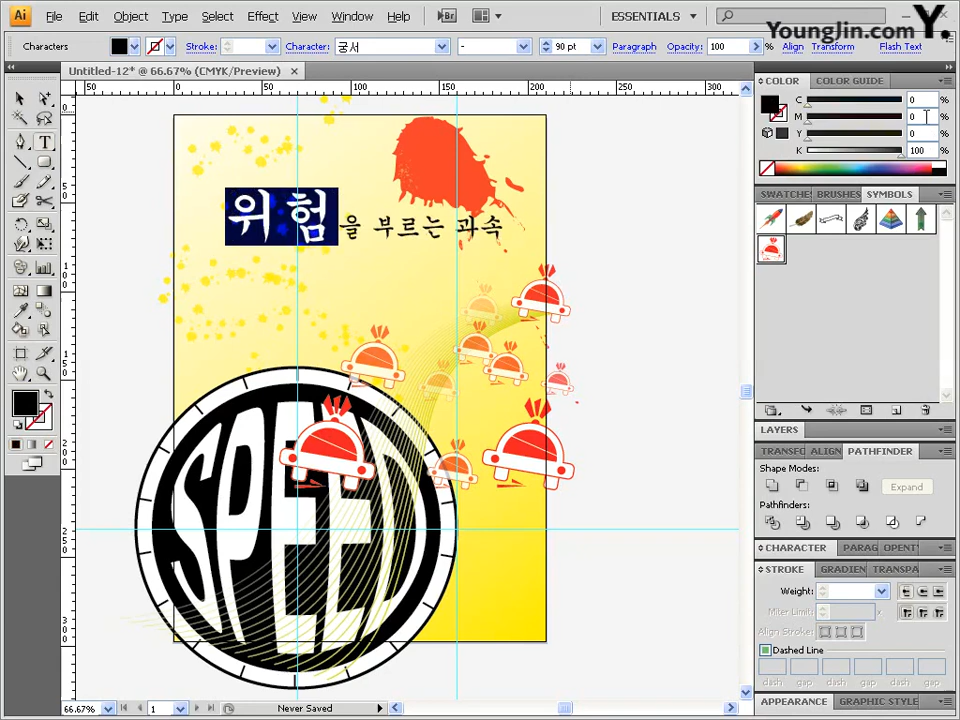 Ai File Edit Object Type Select Effect View Window Help Br ESSENTIALS
YoungJin.com Y.
Characters Stroke: Character: 궁서 - 90 pt Paragraph Opacity: 100 % Align Transform Flash Text
Untitled-12* @ 66.67% (CMYK/Preview) ×
50 0 50 100 150 200 250 300
위험을 부르는 과속
SPEED
COLOR COLOR GUIDE
C 0 %
M 0 %
Y 0 %
K 100 %
SWATCHE BRUSHES SYMBOLS
LAYERS
TRANSFC ALIGN PATHFINDER
Shape Modes:
Expand
Pathfinders:
CHARACTER PARAG OPENT
STROKE GRADIEN TRANSPA
Weight:
Miter Limit: x
Align Stroke:
Dashed Line
dash gap dash gap dash gap
APPEARANCE GRAPHIC STYLE
66.67% 1 Never Saved